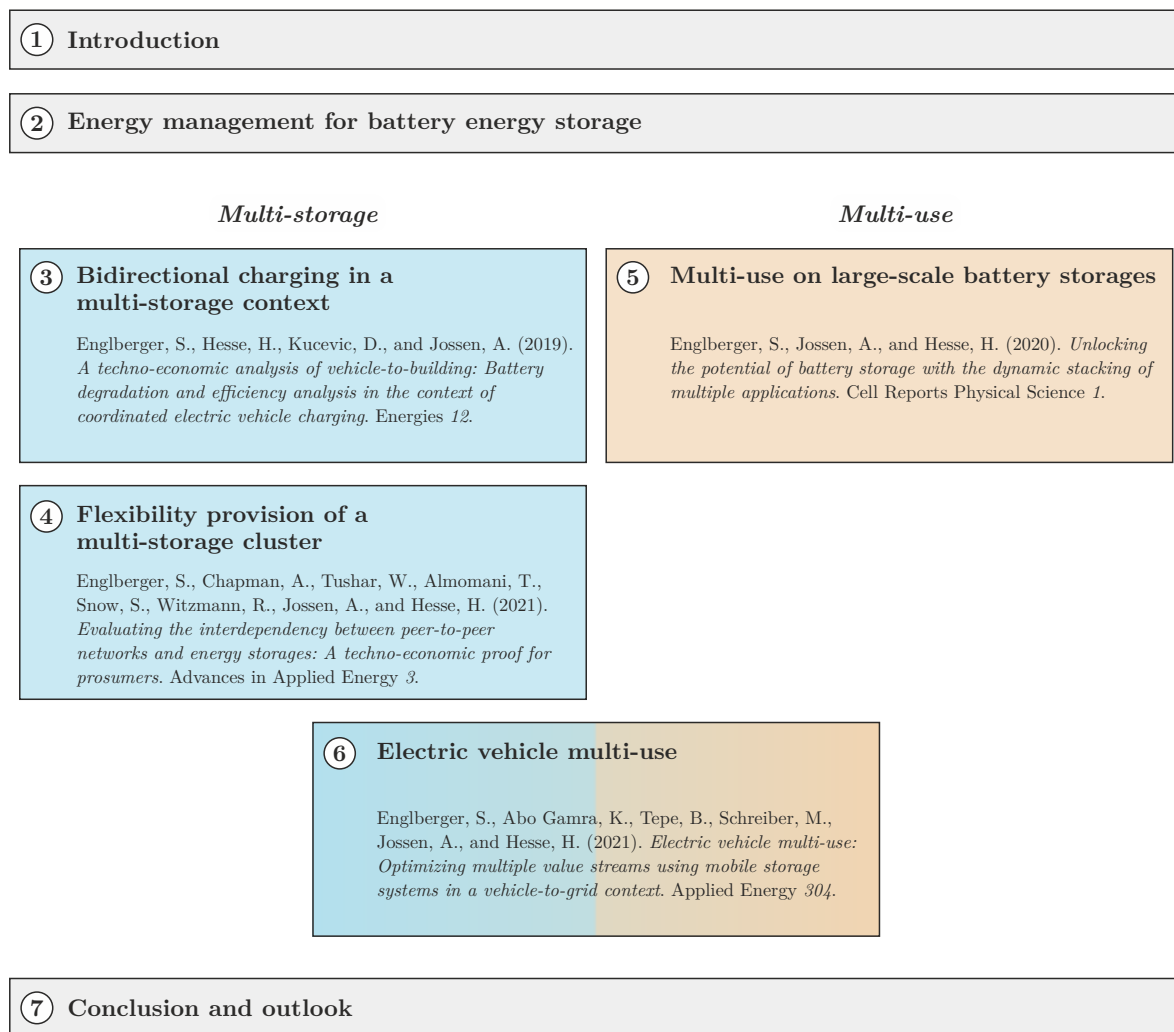 1 Introduction
2 Energy management for battery energy storage
Multi-storage
Multi-use
3 Bidirectional charging in a
multi-storage context
Englberger, S., Hesse, H., Kucevic, D., and Jossen, A. (2019).
A techno-economic analysis of vehicle-to-building: Battery
degradation and efficiency analysis in the context of
coordinated electric vehicle charging. Energies 12.
5 Multi-use on large-scale battery storages
Englberger, S., Jossen, A., and Hesse, H. (2020). Unlocking
the potential of battery storage with the dynamic stacking of
multiple applications. Cell Reports Physical Science 1.
4 Flexibility provision of a
multi-storage cluster
Englberger, S., Chapman, A., Tushar, W., Almomani, T.,
Snow, S., Witzmann, R., Jossen, A., and Hesse, H. (2021).
Evaluating the interdependency between peer-to-peer
networks and energy storages: A techno-economic proof for
prosumers. Advances in Applied Energy 3.
6 Electric vehicle multi-use
Englberger, S., Abo Gamra, K., Tepe, B., Schreiber, M.,
Jossen, A., and Hesse, H. (2021). Electric vehicle multi-use:
Optimizing multiple value streams using mobile storage
systems in a vehicle-to-grid context. Applied Energy 304.
7 Conclusion and outlook